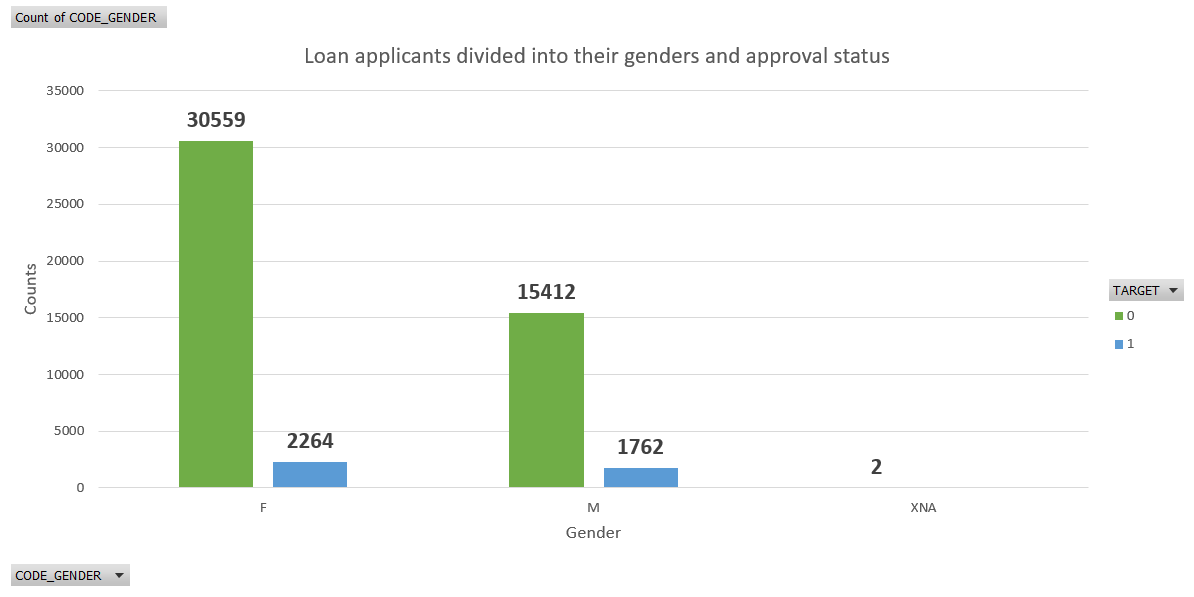 Count of CODE_GENDER
Loan applicants divided into their genders and approval status
35000
30000
25000
20000
15000
10000
5000
0
Counts
30559
2264
15412
1762
2
F
M
XNA
Gender
TARGET
0
1
CODE_GENDER